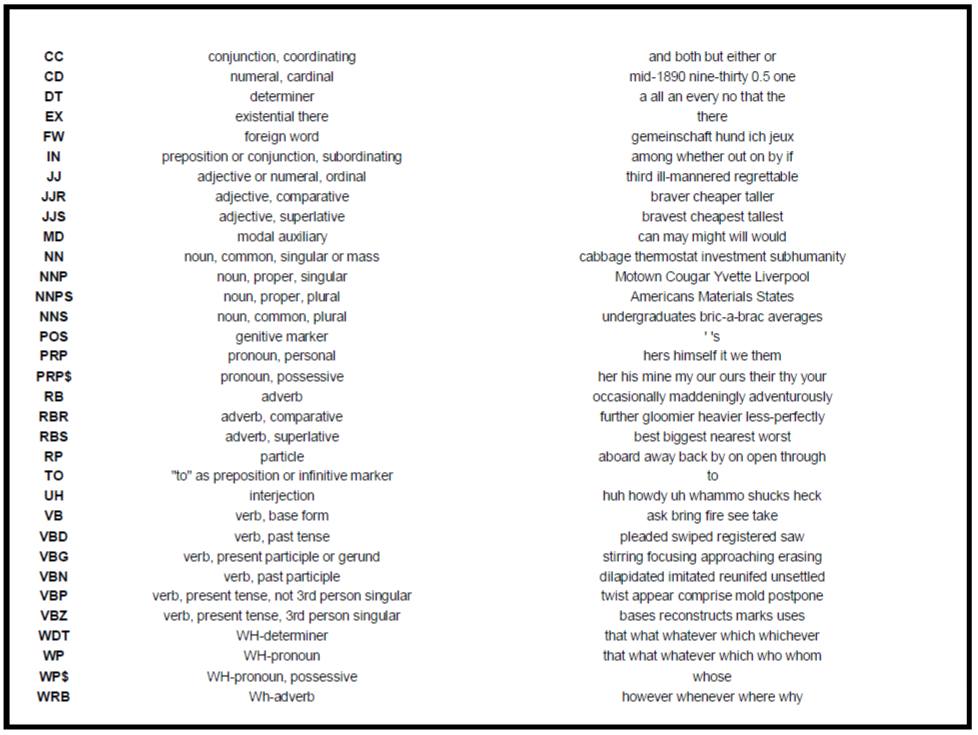 CC conjunction, coordinating and both but either or
CD numeral, cardinal mid-1890 nine-thirty 0.5 one
DT determiner a all an every no that the
EX existential there there
FW foreign word gemeinschaft hund ich jeux
IN preposition or conjunction, subordinating among whether out on by if
JJ adjective or numeral, ordinal third ill-mannered regrettable
JJR adjective, comparative braver cheaper taller
JJS adjective, superlative bravest cheapest tallest
MD modal auxiliary can may might will would
NN noun, common, singular or mass cabbage thermostat investment subhumanity
NNP noun, proper, singular Motown Cougar Yvette Liverpool
NNPS noun, proper, plural Americans Materials States
NNS noun, common, plural undergraduates bric-a-brac averages
POS genitive marker ' 's
PRP pronoun, personal hers himself it we them
PRP$ pronoun, possessive her his mine my our ours their thy your
RB adverb occasionally maddeningly adventurously
RBR adverb, comparative further gloomier heavier less-perfectly
RBS adverb, superlative best biggest nearest worst
RP particle aboard away back by on open through
TO "to" as preposition or infinitive marker to
UH interjection huh howdy uh whammo shucks heck
VB verb, base form ask bring fire see take
VBD verb, past tense pleaded swiped registered saw
VBG verb, present participle or gerund stirring focusing approaching erasing
VBN verb, past participle dilapidated imitated reunifed unsettled
VBP verb, present tense, not 3rd person singular twist appear comprise mold postpone
VBZ verb, present tense, 3rd person singular bases reconstructs marks uses
WDT WH-determiner that what whatever which whichever
WP WH-pronoun that what whatever which who whom
WP$ WH-pronoun, possessive whose
WRB Wh-adverb however whenever where why